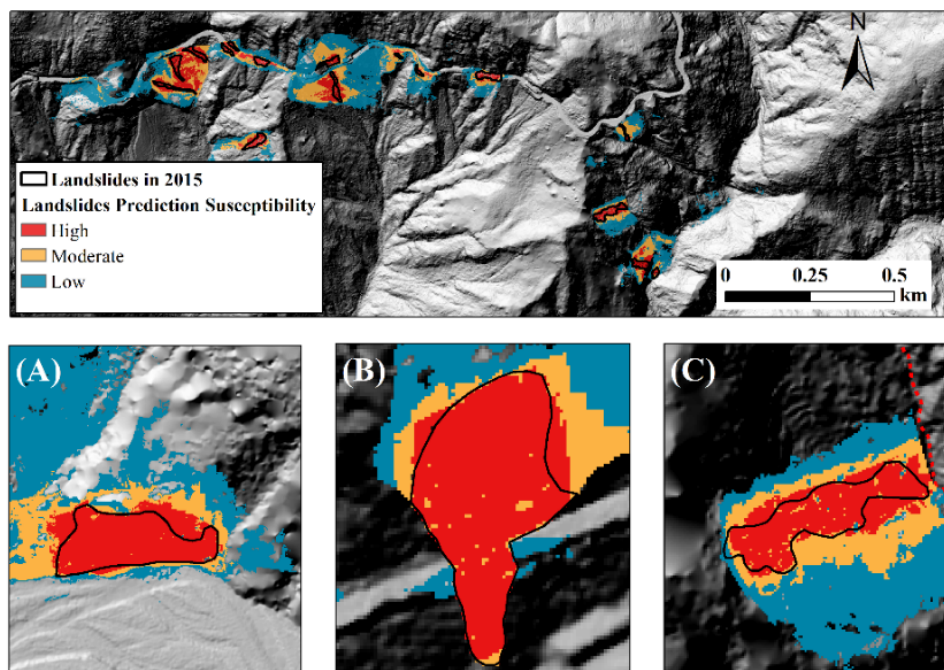 N
Landslides in 2015
Landslides Prediction Susceptibility
High
Moderate
Low
0 0.25 0.5
km
(A) (B) (C)